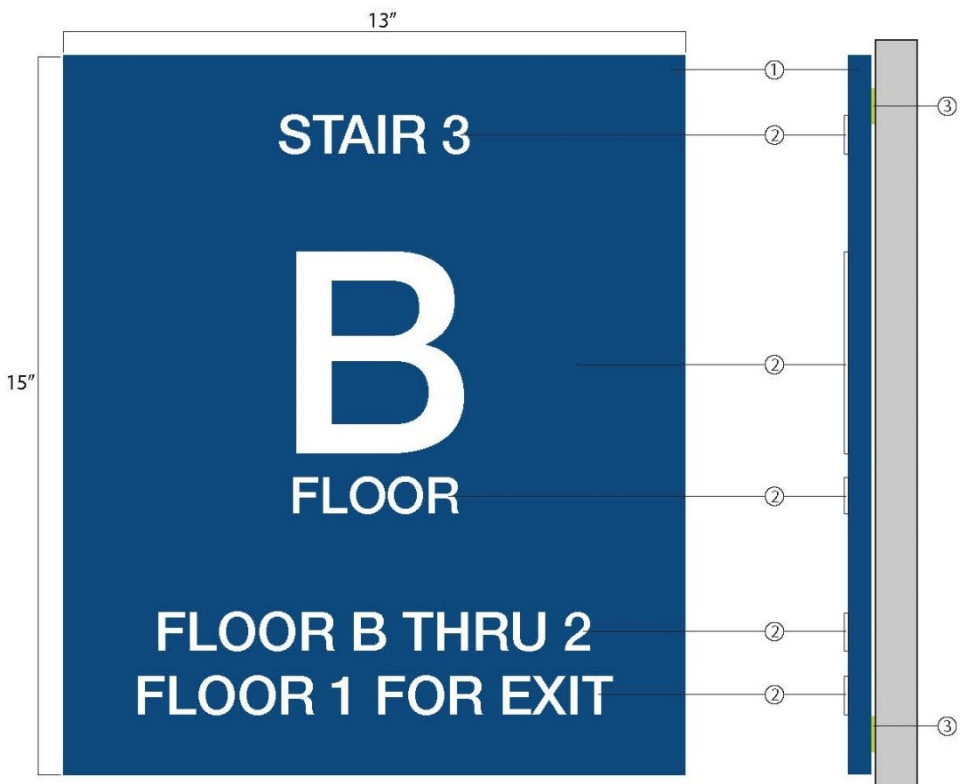 13”
①
③
STAIR 3
②
B
②
15”
FLOOR
②
FLOOR B THRU 2
②
FLOOR 1 FOR EXIT
②
③